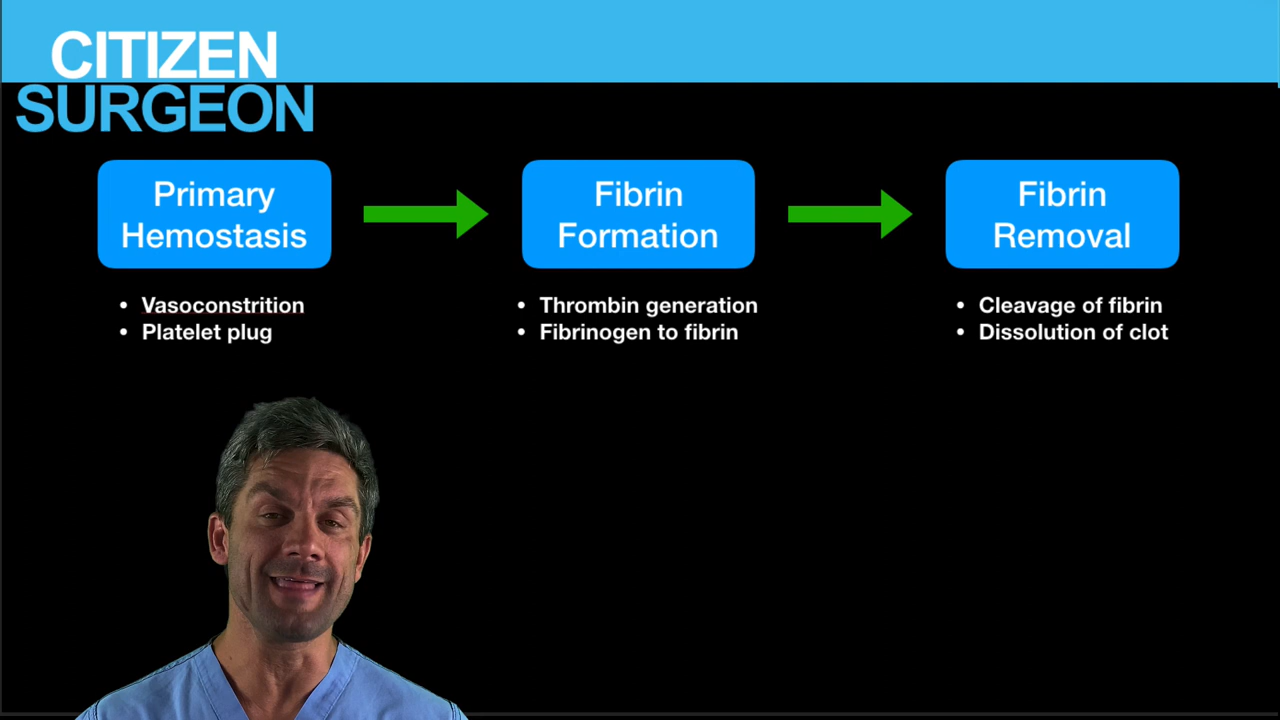 CITIZEN
SURGEON
Primary
Hemostasis
Fibrin
Formation
Fibrin
Removal
• Vasoconstrition
• Platelet plug
• Thrombin generation
• Fibrinogen to fibrin
• Cleavage of fibrin
• Dissolution of clot